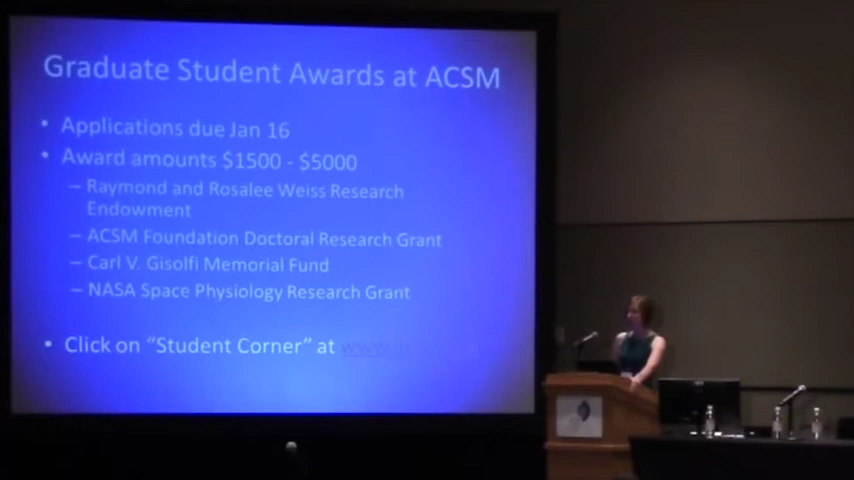 Graduate Student Awards at ACSM
• Applications due Jan 16
• Award amounts $1500 - $5000
– Raymond and Rosalee Weiss Research
Endowment
– ACSM Foundation Doctoral Research Grant
– Carl V. Gisolfi Memorial Fund
– NASA Space Physiology Research Grant
• Click on “Student Corner” at